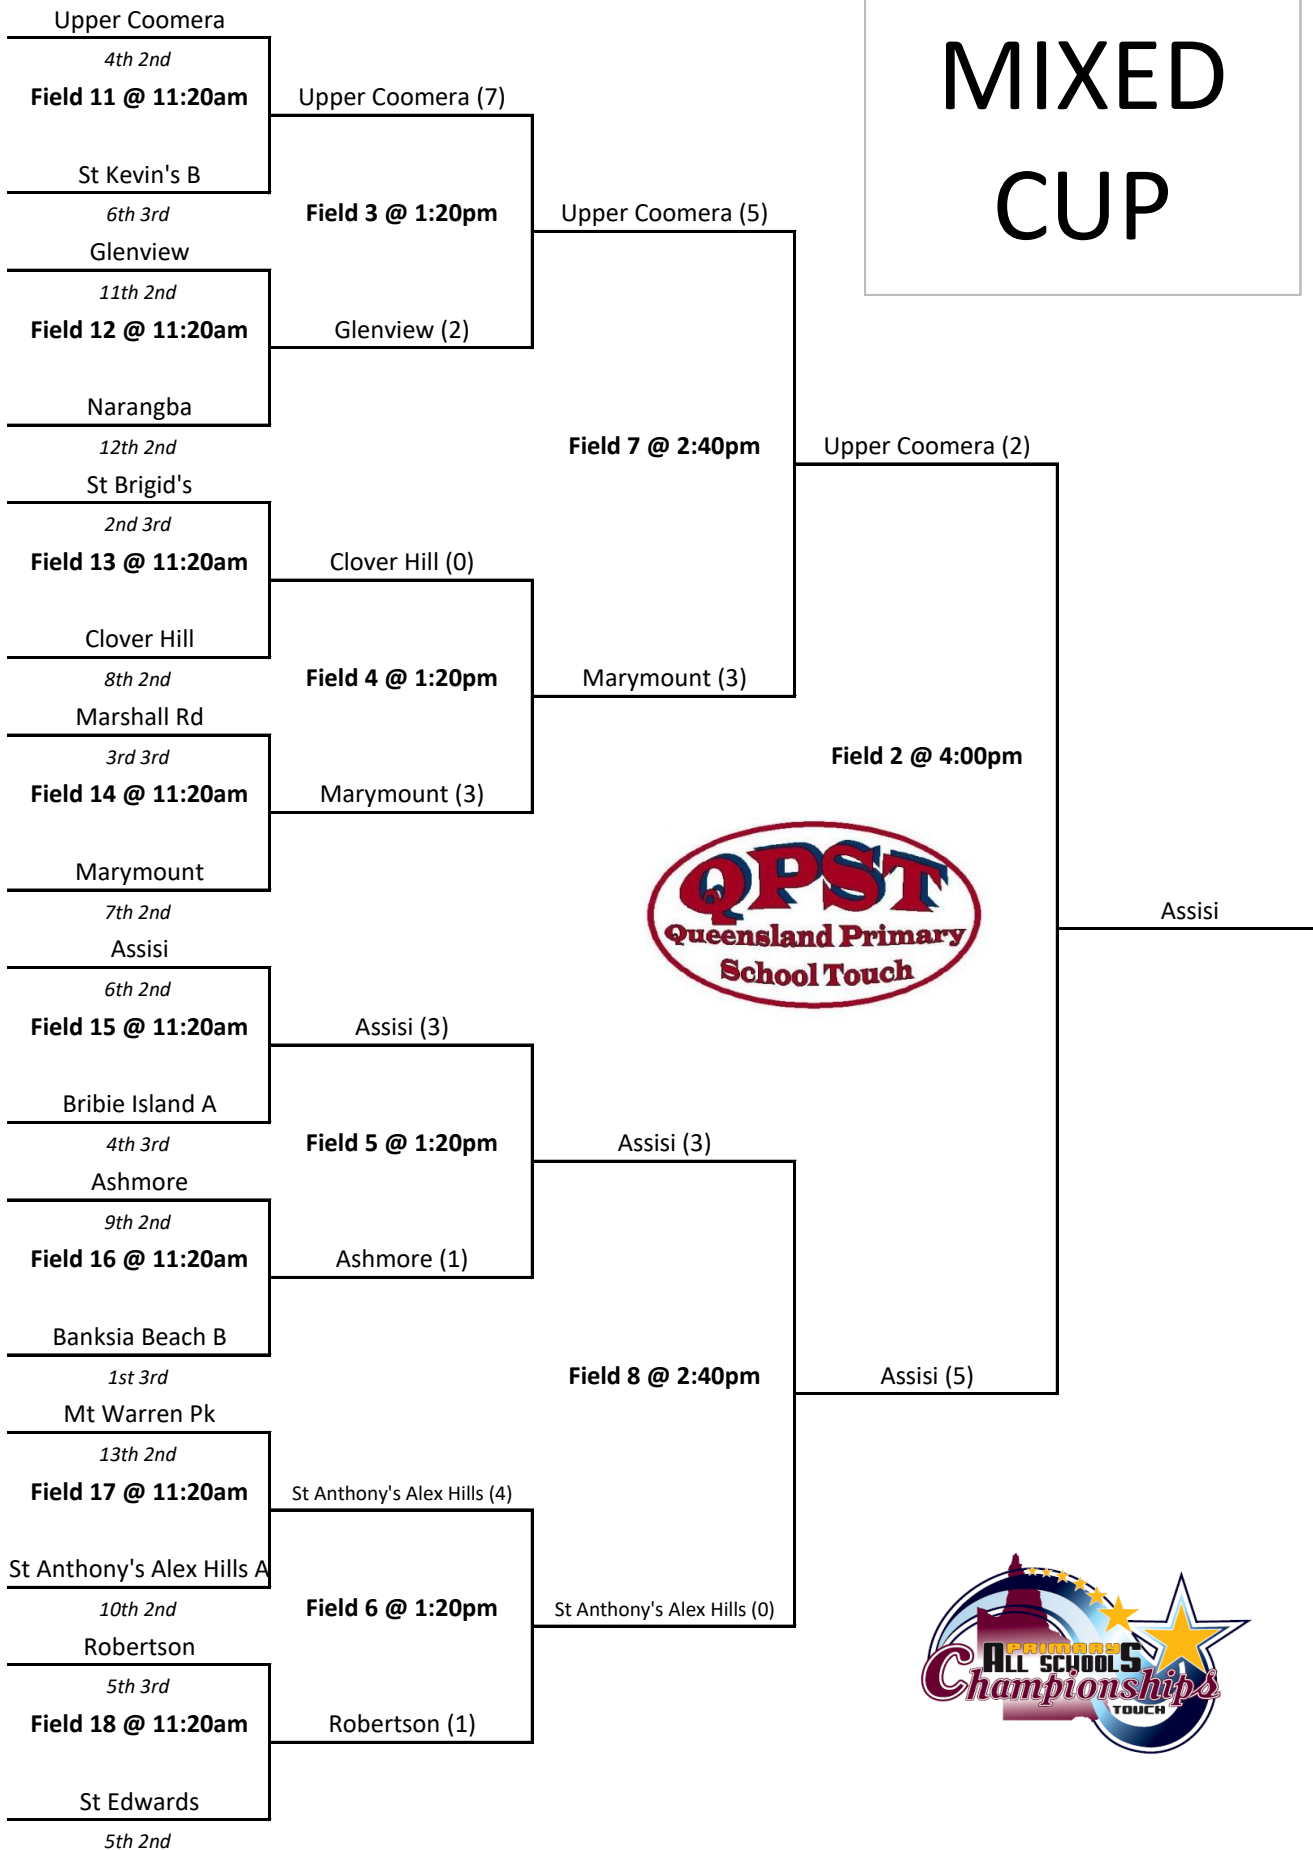 Upper Coomera
4th 2nd
Field 11 @ 11:20am
St Kevin's B
6th 3rd
Glenview
11th 2nd
Field 12 @ 11:20am
Narangba
12th 2nd
St Brigid's
2nd 3rd
Field 13 @ 11:20am
Clover Hill
8th 2nd
Marshall Rd
3rd 3rd
Field 14 @ 11:20am
Marymount
7th 2nd
Assisi
6th 2nd
Field 15 @ 11:20am
Bribie Island A
4th 3rd
Ashmore
9th 2nd
Field 16 @ 11:20am
Banksia Beach B
1st 3rd
Mt Warren Pk
13th 2nd
Field 17 @ 11:20am
St Anthony's Alex Hills A
10th 2nd
Robertson
5th 3rd
Field 18 @ 11:20am
St Edwards
5th 2nd
Upper Coomera (7)
Field 3 @ 1:20pm
Glenview (2)
Clover Hill (0)
Field 4 @ 1:20pm
Marymount (3)
Assisi (3)
Field 5 @ 1:20pm
Ashmore (1)
St Anthony's Alex Hills (4)
Field 6 @ 1:20pm
Robertson (1)
Upper Coomera (5)
Field 7 @ 2:40pm
Marymount (3)
Assisi (3)
Field 8 @ 2:40pm
St Anthony's Alex Hills (0)
Upper Coomera (2)
Field 2 @ 4:00pm
Assisi (5)
Assisi
MIXED
CUP
QPST
Queensland Primary
School Touch
PRIMARY
ALL SCHOOLS
Championships
TOUCH